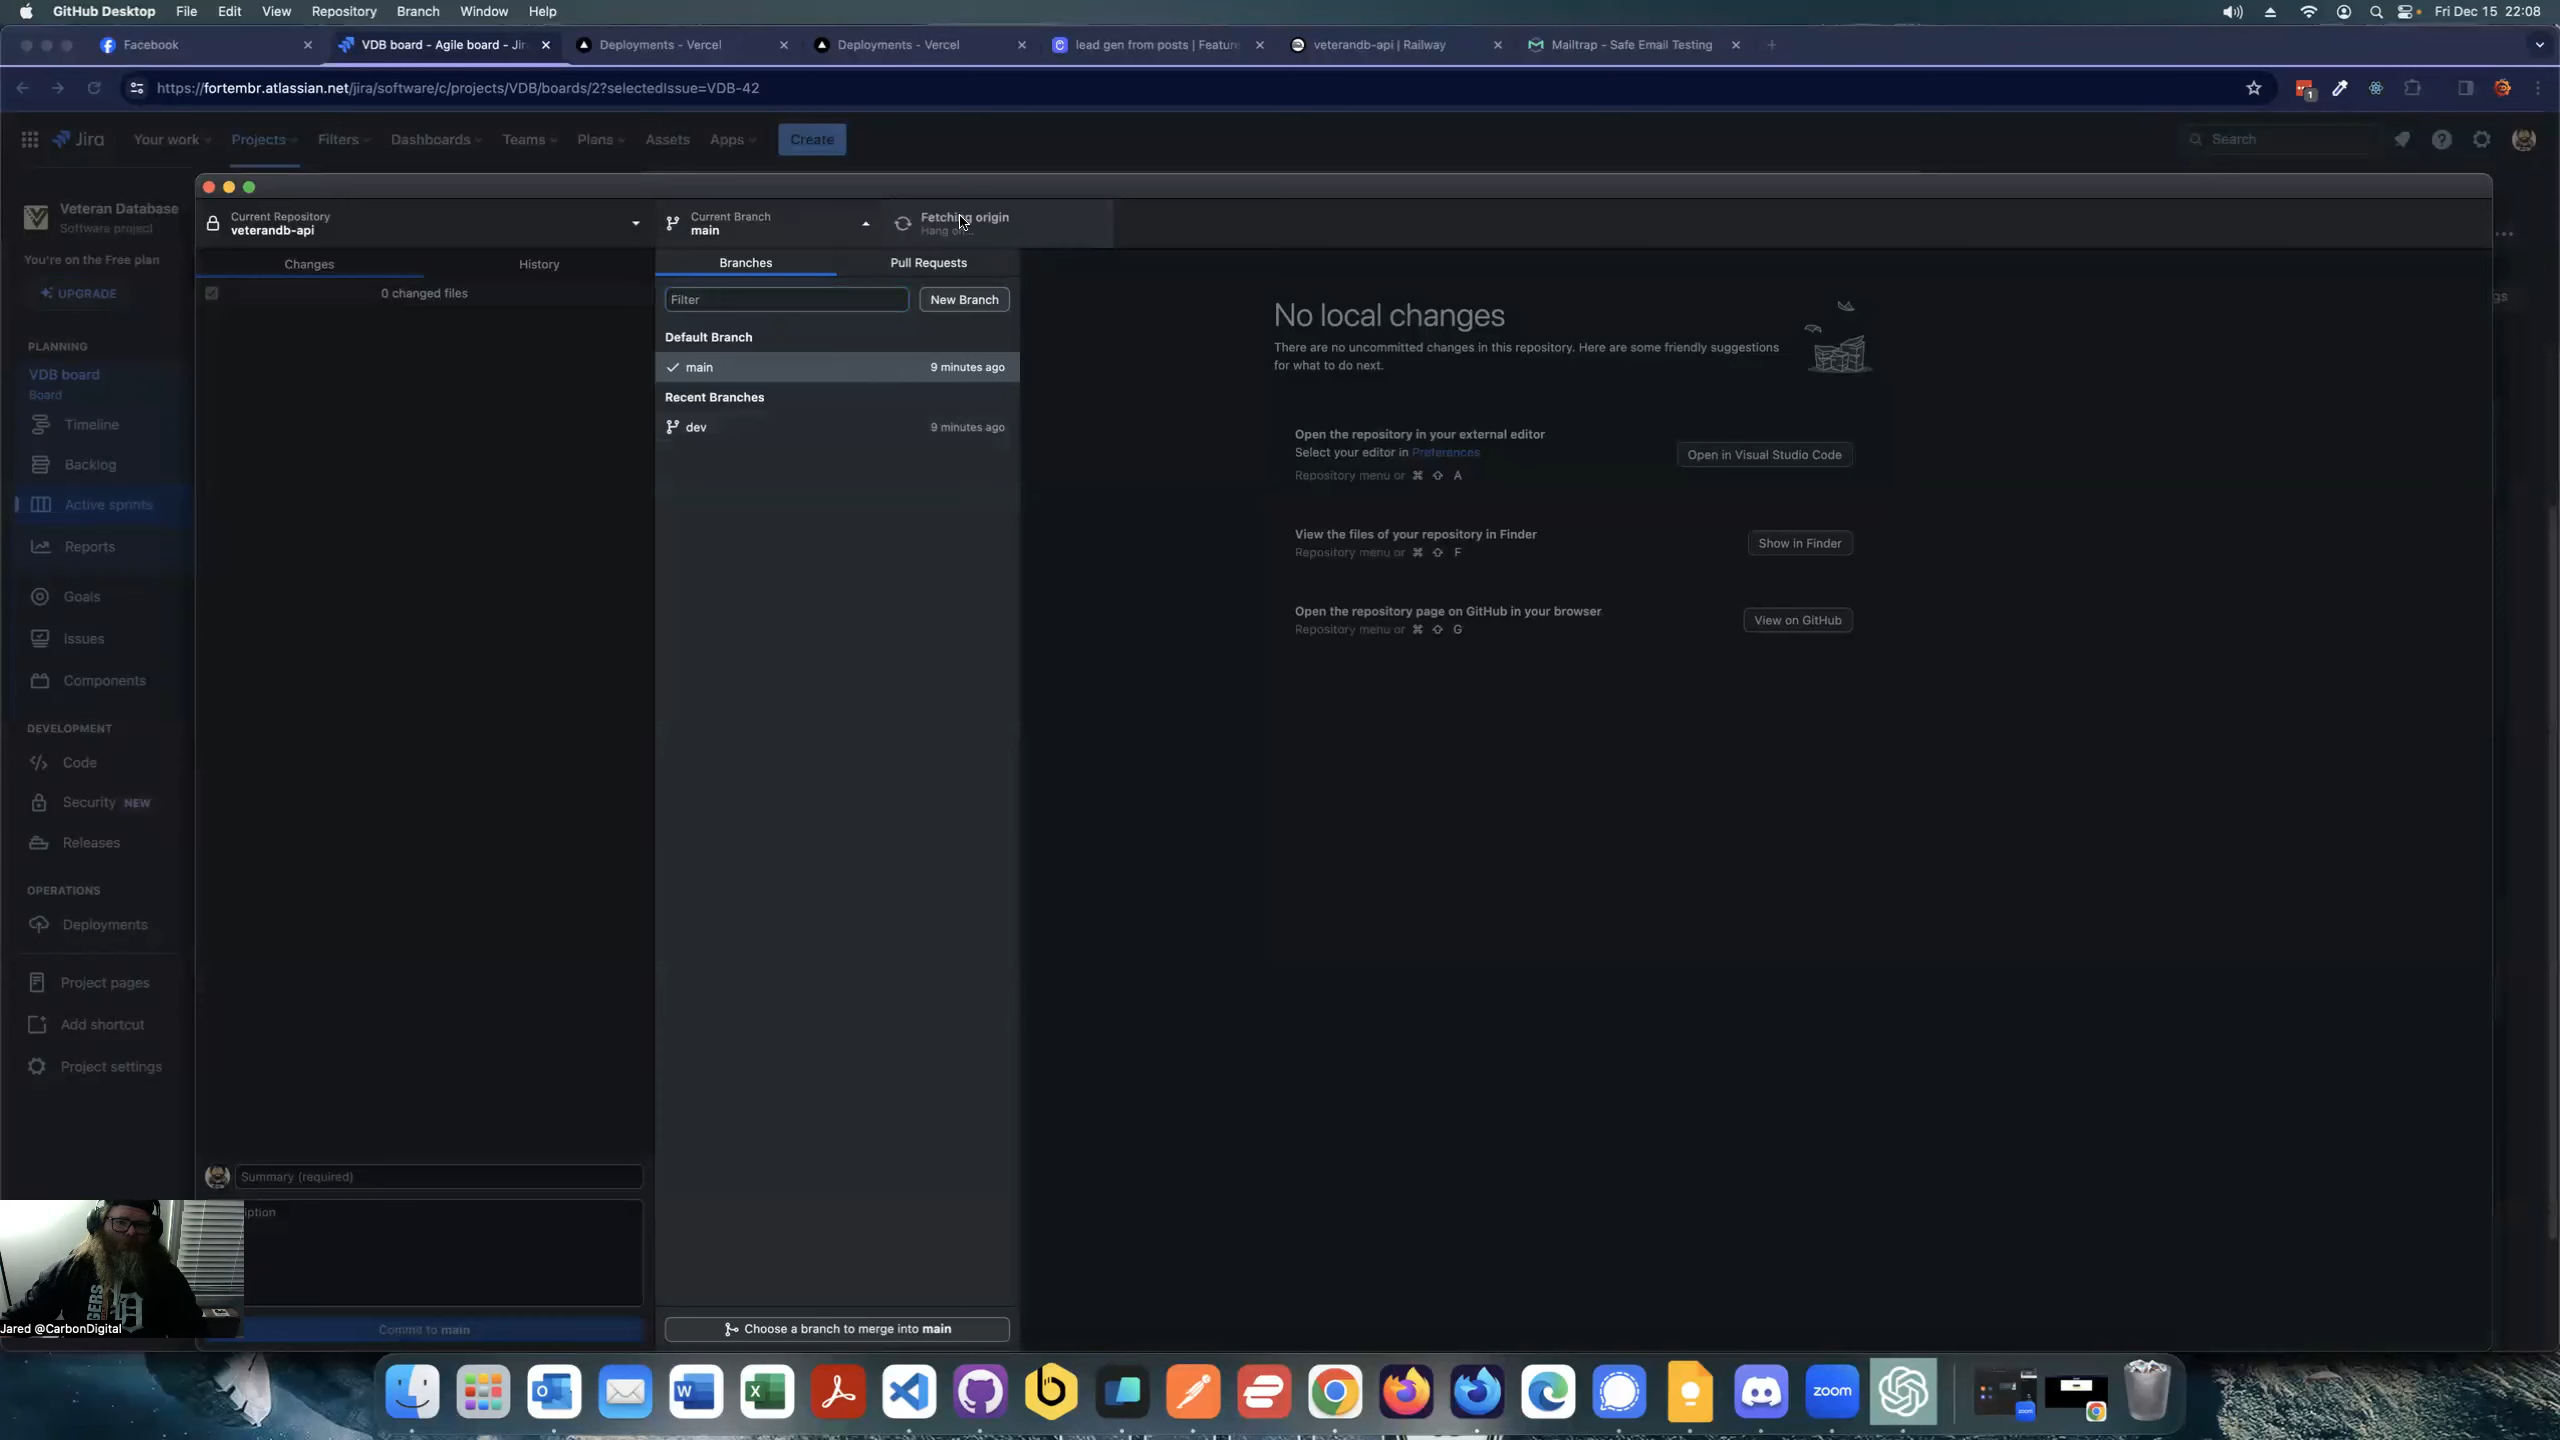 GitHub Desktop File Edit View Repository Branch Window Help
Fri Dec 15 22:08
Facebook
VDB board - Agile board - Jir
Deployments - Vercel
Deployments - Vercel
lead gen from posts | Feature
veterandb-api | Railway
Mailtrap - Safe Email Testing
https://fortembr.atlassian.net/jira/software/c/projects/VDB/boards/2?selectedIssue=VDB-42
1
Jira
Your work Projects Filters Dashboards Teams Plans Assets Apps Create
Search
Veteran Database
Software project
You're on the Free plan
UPGRADE
PLANNING
VDB board
Board
Timeline
Backlog
Active sprints
Reports
Goals
Issues
Components
DEVELOPMENT
Code
Security NEW
Releases
OPERATIONS
Deployments
Project pages
Add shortcut
Project settings
Current Repository
veterandb-api
Current Branch
main
Fetching origin
Hang on...
Changes
History
0 changed files
Branches
Pull Requests
Filter
New Branch
Default Branch
main 9 minutes ago
Recent Branches
dev 9 minutes ago
No local changes
There are no uncommitted changes in this repository. Here are some friendly suggestions
for what to do next.
Open the repository in your external editor
Select your editor in Preferences
Repository menu or ⌘ ⇧ A
Open in Visual Studio Code
View the files of your repository in Finder
Repository menu or ⌘ ⇧ F
Show in Finder
Open the repository page on GitHub in your browser
Repository menu or ⌘ ⇧ G
View on GitHub
Summary (required)
iption
Commit to main
Choose a branch to merge into main
Jared @CarbonDigital
zoom